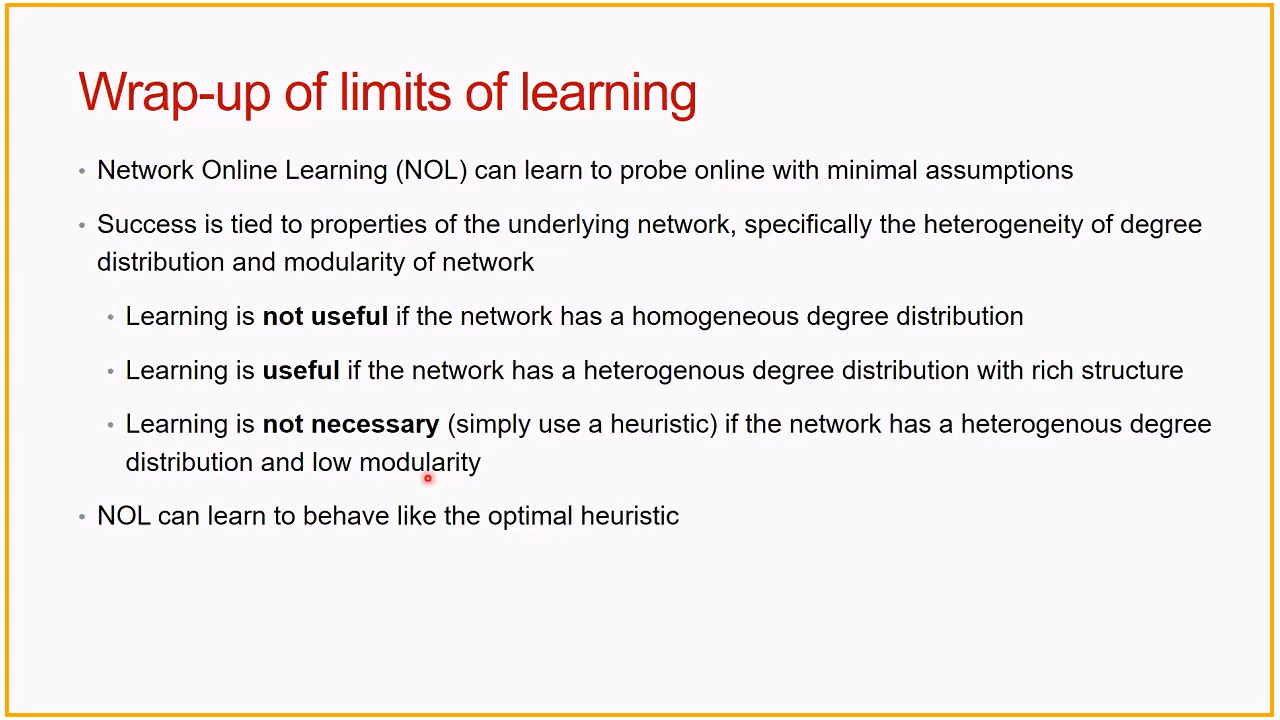 Wrap-up of limits of learning
• Network Online Learning (NOL) can learn to probe online with minimal assumptions
• Success is tied to properties of the underlying network, specifically the heterogeneity of degree
distribution and modularity of network
• Learning is not useful if the network has a homogeneous degree distribution
• Learning is useful if the network has a heterogenous degree distribution with rich structure
• Learning is not necessary (simply use a heuristic) if the network has a heterogenous degree
distribution and low modularity
• NOL can learn to behave like the optimal heuristic